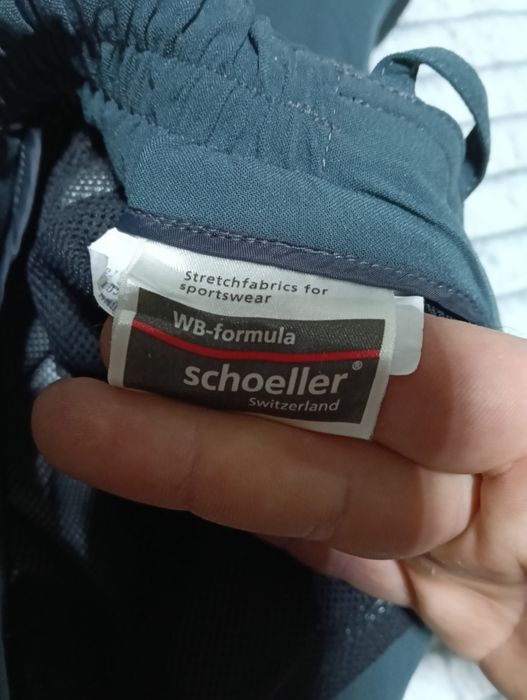 Stretchfabrics for
sportswear
WB-formula
schoeller®
Switzerland